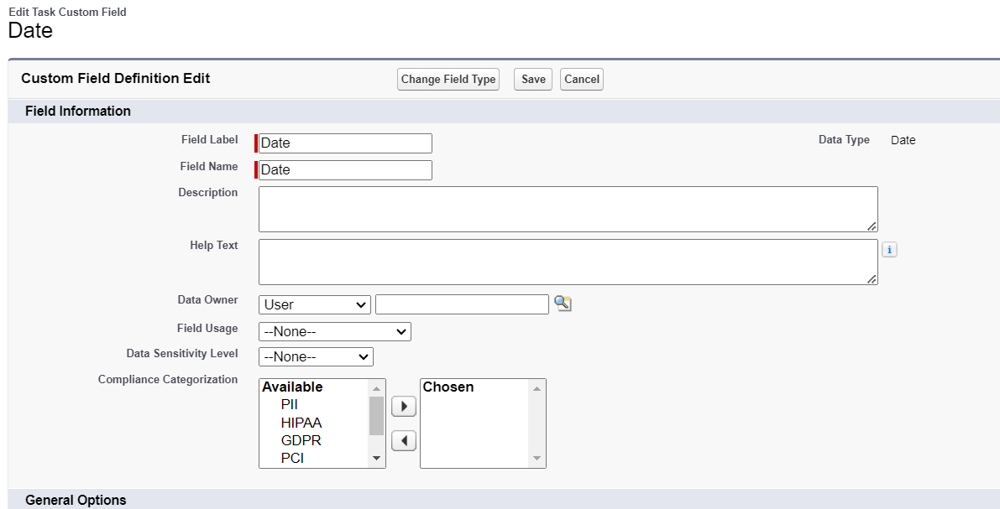 Edit Task Custom Field
Date
Custom Field Definition Edit
Change Field Type
Save
Cancel
Field Information
Field Label
Date
Data Type
Date
Field Name
Date
Description
Help Text
i
Data Owner
User
Field Usage
--None--
Data Sensitivity Level
--None--
Compliance Categorization
Available
PII
HIPAA
GDPR
PCI
Chosen
General Options